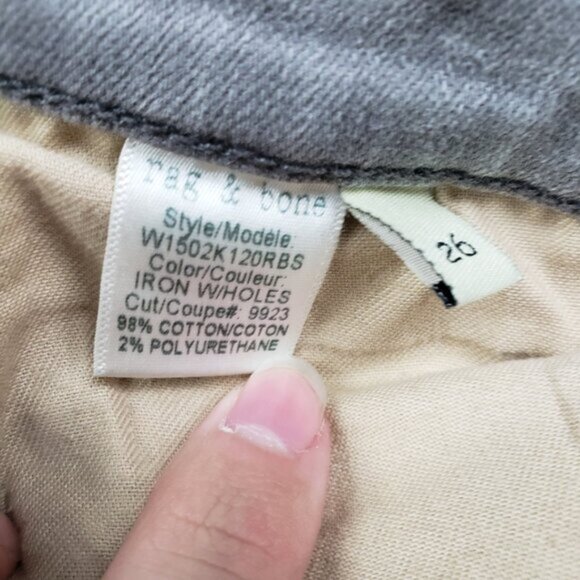 rag & bone
Style/Modèle:
W1502K120RBS
Color/Couleur:
IRON W/HOLES
Cut/Coupe#: 9923
98% COTTON/COTON
2% POLYURETHANE
26